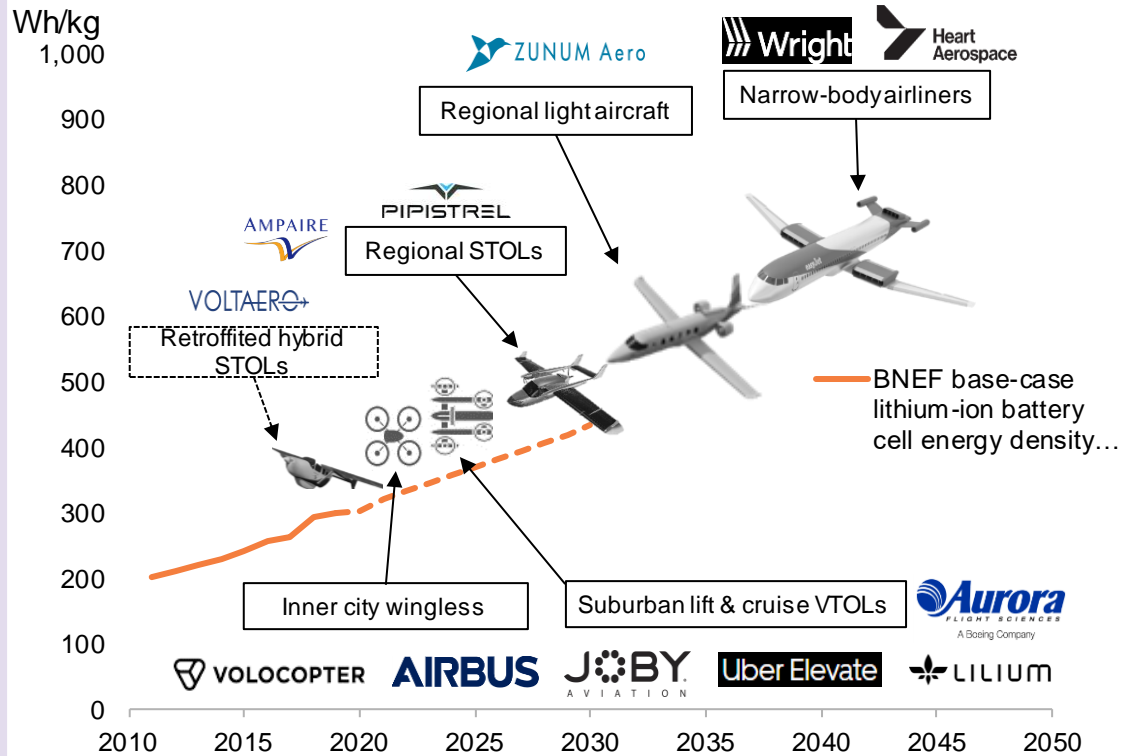 Wh/kg
1,000
900
800
700
600
500
400
300
200
100
0
2010
2015
2020
2025
2030
2035
2040
2045
2050
ZUNUM Aero
Wright
Heart
Aerospace
Regional light aircraft
Narrow-body airliners
PIPISTREL
AMPAIRE
Regional STOLs
VOLTAERO
Retroffited hybrid
STOLs
easyJet
BNEF base-case
lithium-ion battery
cell energy density…
Inner city wingless
Suburban lift & cruise VTOLs
Aurora
FLIGHT SCIENCES
A Boeing Company
VOLOCOPTER
AIRBUS
JOBY
AVIATION
Uber Elevate
LILIUM